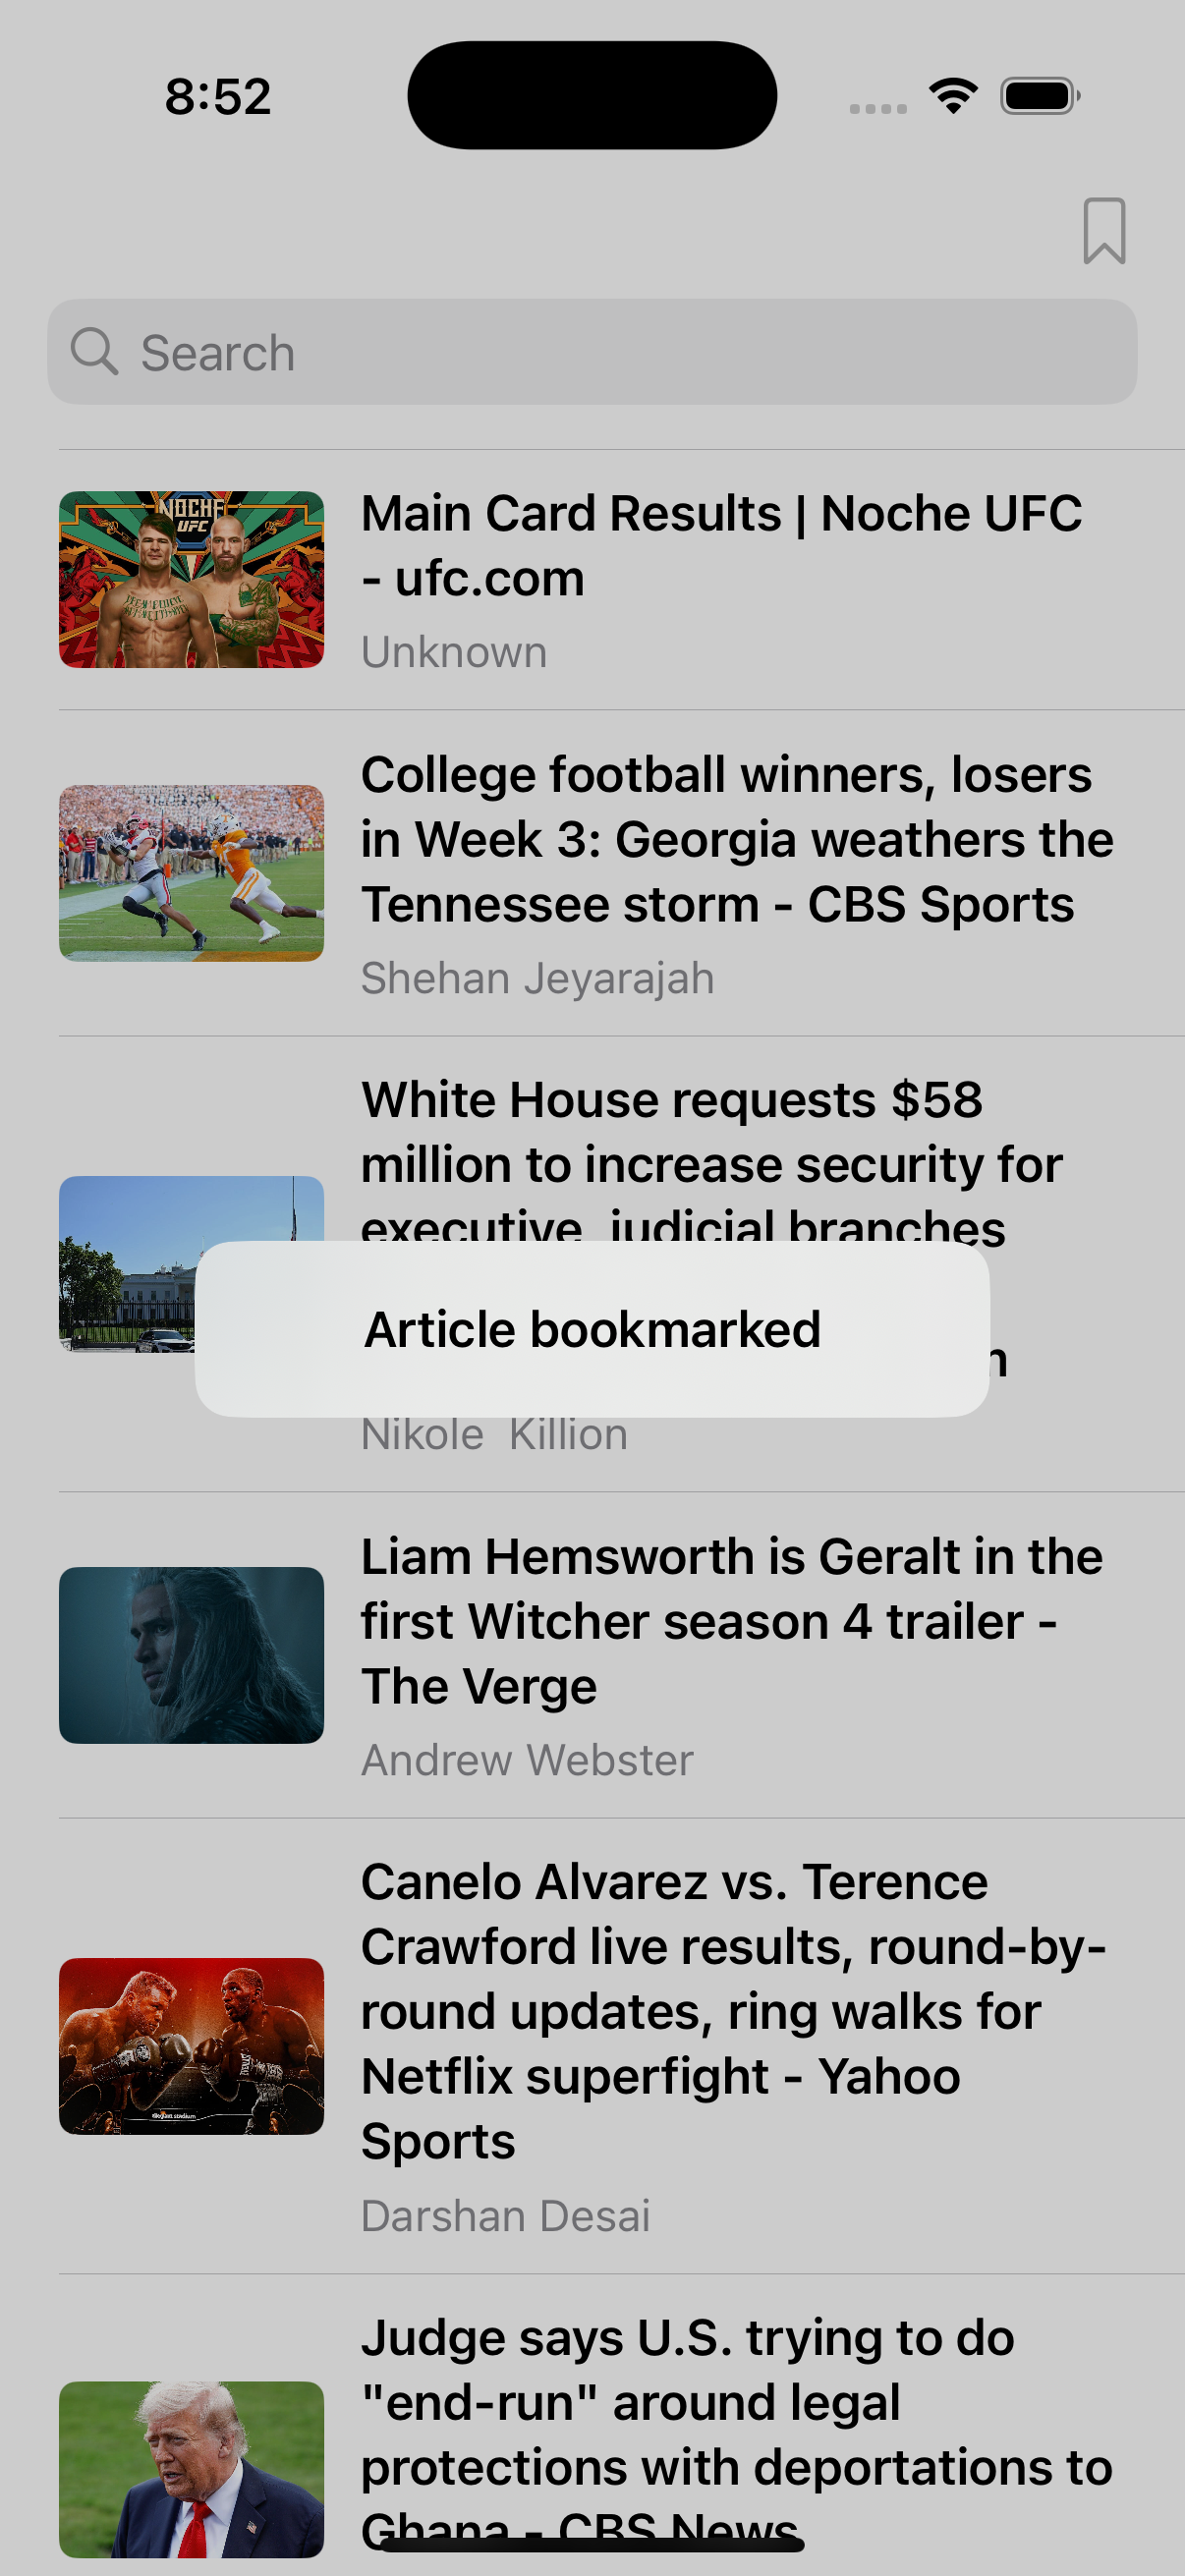 8:52
Search
NOCHE
UFC
Main Card Results | Noche UFC
- ufc.com
Unknown
College football winners, losers
in Week 3: Georgia weathers the
Tennessee storm - CBS Sports
Shehan Jeyarajah
White House requests $58
million to increase security for
executive, judicial branches
Article bookmarked
Nikole Killion
Liam Hemsworth is Geralt in the
first Witcher season 4 trailer -
The Verge
Andrew Webster
Canelo Alvarez vs. Terence
Crawford live results, round-by-
round updates, ring walks for
Netflix superfight - Yahoo
Sports
Darshan Desai
Judge says U.S. trying to do
"end-run" around legal
protections with deportations to
Ghana - CBS News